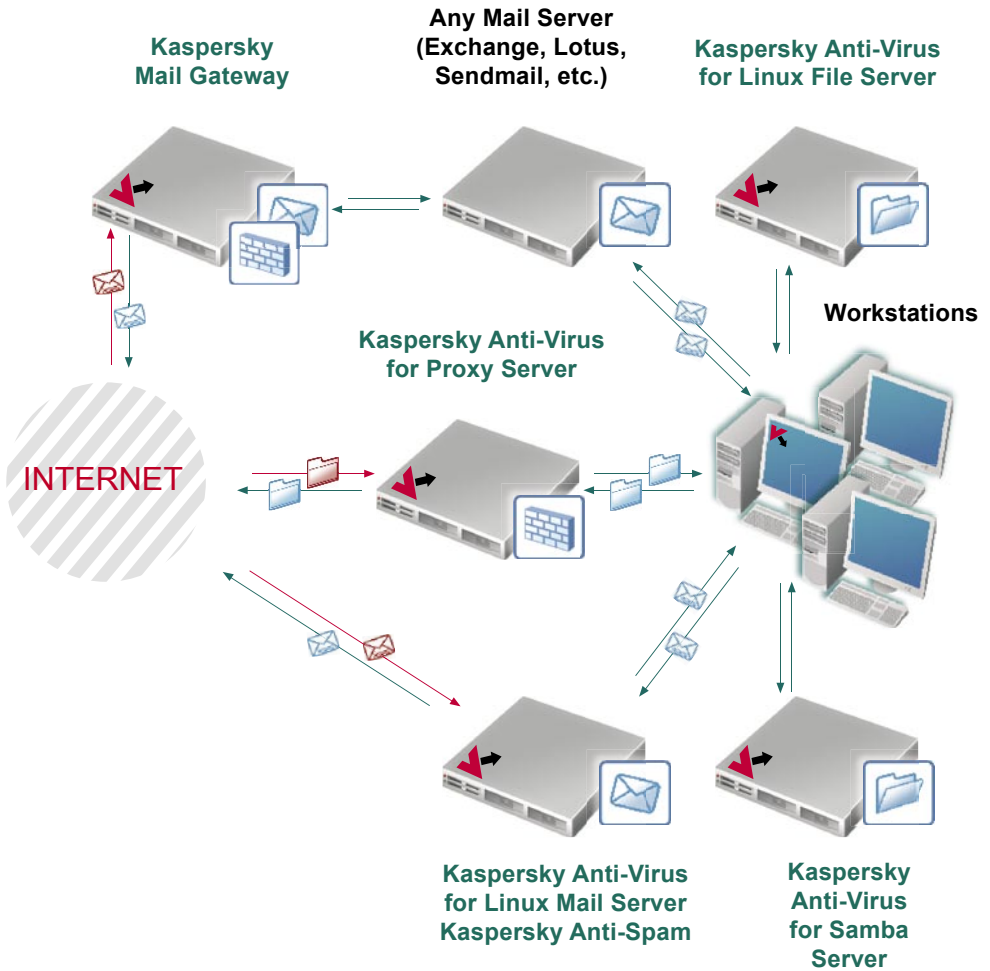 Kaspersky
Mail Gateway
Any Mail Server
(Exchange, Lotus,
Sendmail, etc.)
Kaspersky Anti-Virus
for Linux File Server
Workstations
Kaspersky Anti-Virus
for Proxy Server
INTERNET
Kaspersky Anti-Virus
for Linux Mail Server
Kaspersky Anti-Spam
Kaspersky
Anti-Virus
for Samba
Server